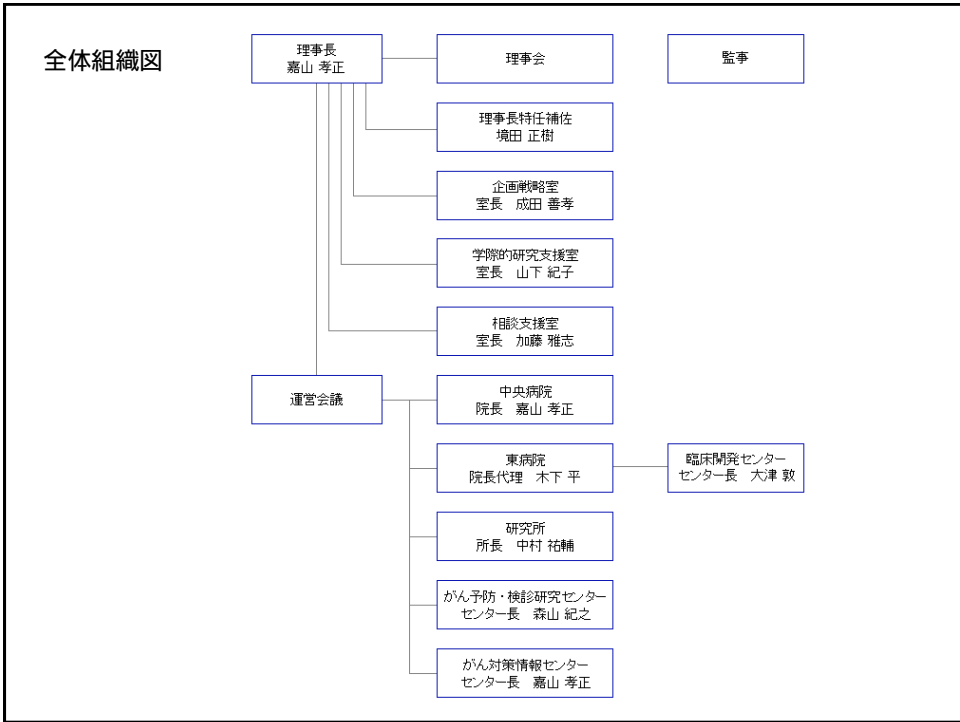 全体組織図
理事長
嘉山 孝正
理事会
監事
理事長特任補佐
境田 正樹
企画戦略室
室長　成田 善孝
学際的研究支援室
室長　山下 紀子
相談支援室
室長　加藤 雅志
運営会議
中央病院
院長　嘉山 孝正
東病院
院長代理　木下 平
臨床開発センター
センター長　大津 敦
研究所
所長　中村 祐輔
がん予防・検診研究センター
センター長　森山 紀之
がん対策情報センター
センター長　嘉山 孝正